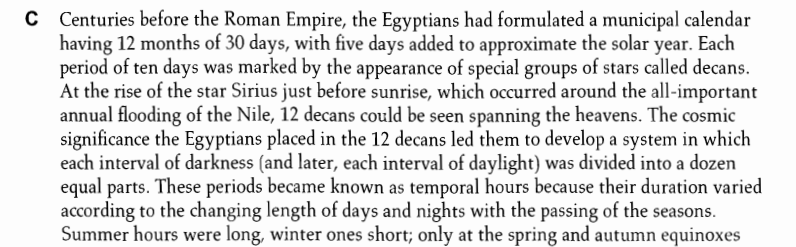 C Centuries before the Roman Empire, the Egyptians had formulated a municipal calendar
having 12 months of 30 days, with five days added to approximate the solar year. Each
period of ten days was marked by the appearance of special groups of stars called decans.
At the rise of the star Sirius just before sunrise, which occurred around the all-important
annual flooding of the Nile, 12 decans could be seen spanning the heavens. The cosmic
significance the Egyptians placed in the 12 decans led them to develop a system in which
each interval of darkness (and later, each interval of daylight) was divided into a dozen
equal parts. These periods became known as temporal hours because their duration varied
according to the changing length of days and nights with the passing of the seasons.
Summer hours were long, winter ones short; only at the spring and autumn equinoxes